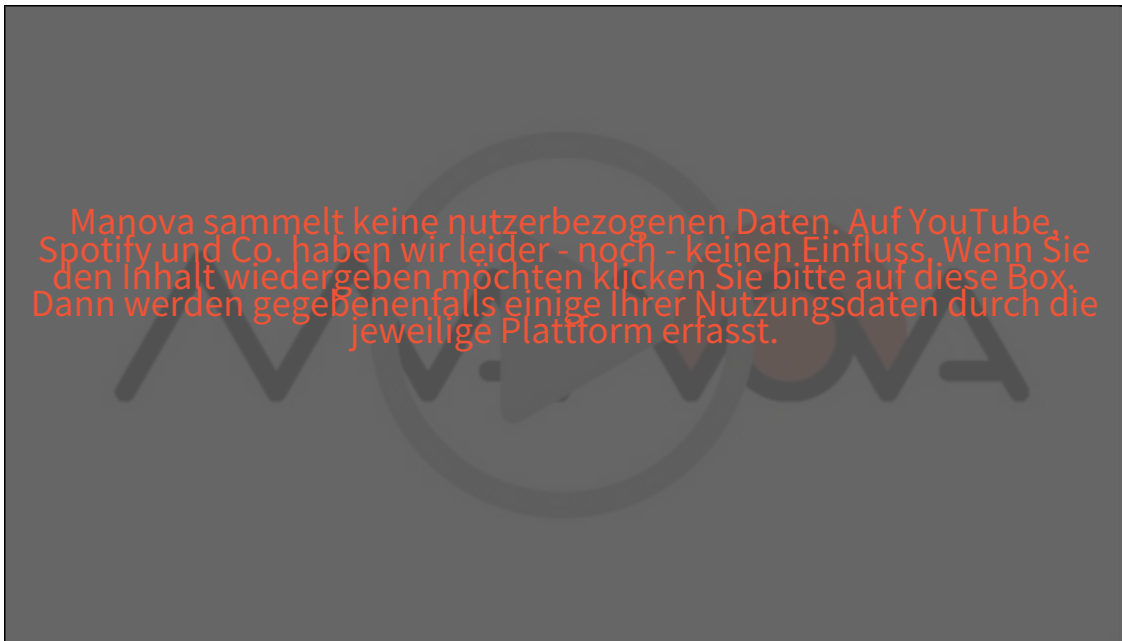 Manova sammelt keine nutzerbezogenen Daten. Auf YouTube,
Spotify und Co. haben wir leider - noch - keinen Einfluss. Wenn Sie
den Inhalt wiedergeben möchten klicken Sie bitte auf diese Box.
Dann werden gegebenenfalls einige Ihrer Nutzungsdaten durch die
jeweilige Plattform erfasst.
MANOVA